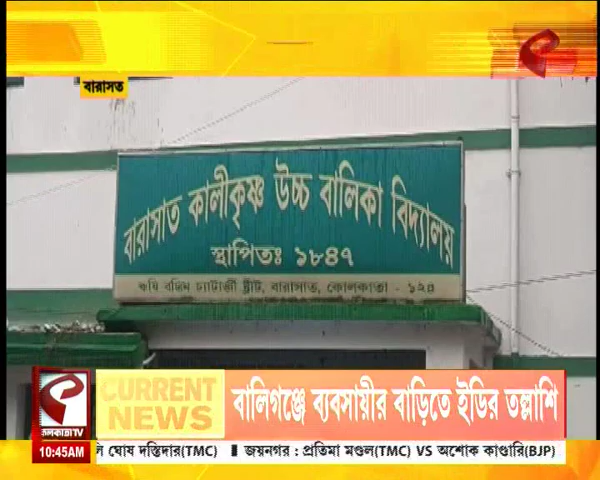 বারাসত
বারাসাত কালীকৃষ্ণ উচ্চ বালিকা বিদ্যালয়
স্থাপিতঃ ১৮৪৭
ঋষি বঙ্কিম চ্যাটার্জী ষ্ট্রীট, বারাসাত, কোলকাতা - ১২৪
CURRENT NEWS
বালিগঞ্জে ব্যবসায়ীর বাড়িতে ইডির তল্লাশি
কলকাতা TV
10:45AM
লি ঘোষ দস্তিদার(TMC) ॥ জয়নগর : প্রতিমা মণ্ডল(TMC) VS অশোক কাণ্ডারি(BJP)